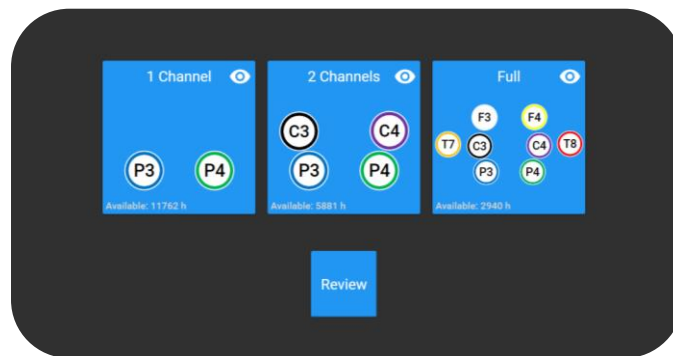 1 Channel
P3 P4
Available: 11762 h
2 Channels
C3 C4
P3 P4
Available: 5881 h
Full
F3 F4
T7 C3 C4 T8
P3 P4
Available: 2940 h
Review